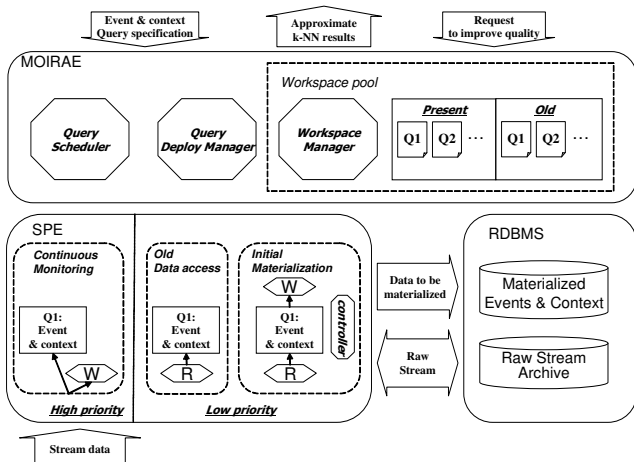 Event & context
Query specification
Approximate
k-NN results
Request
to improve quality
MOIRAE
Workspace pool
Query
Scheduler
Query
Deploy Manager
Workspace
Manager
Present
Q1 Q2 ...
Old
Q1 Q2 ...
SPE
Continuous
Monitoring
Q1:
Event
& context
W
High priority
Old
Data access
Q1:
Event
& context
R
Initial
Materialization
W
Q1:
Event
& context
R
controller
Low priority
Data to be
materialized
Raw
Stream
RDBMS
Materialized
Events & Context
Raw Stream
Archive
Stream data